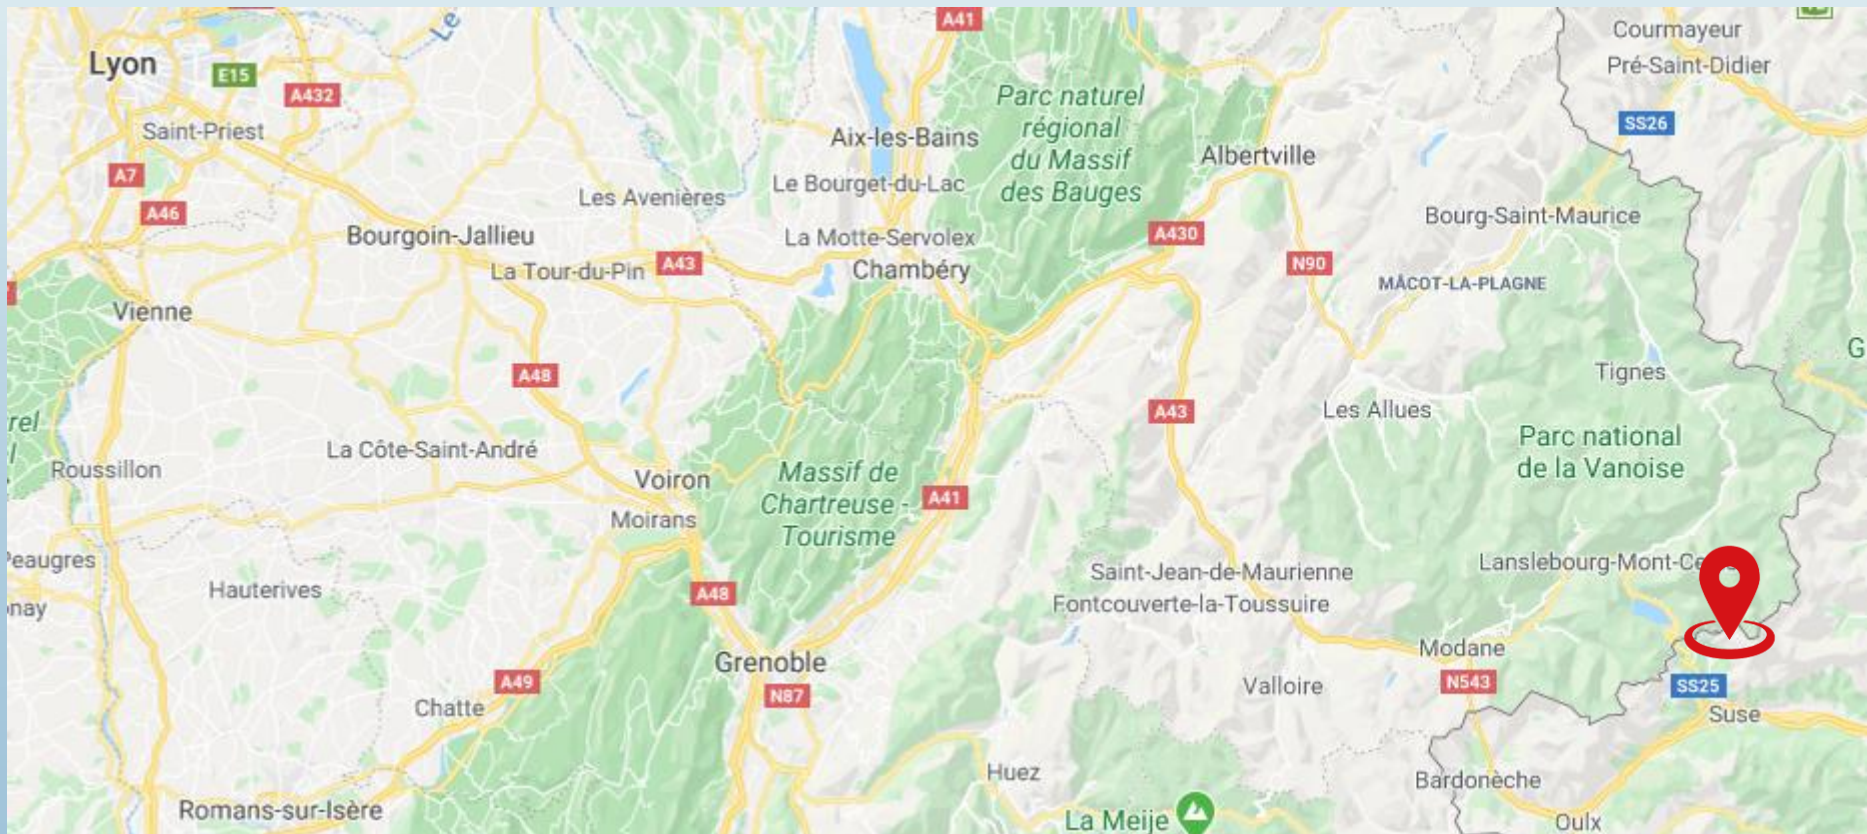 A41
Courmayeur
Lyon
Pré-Saint-Didier
E15
A432
Parc naturel
régional
du Massif
des Bauges
SS26
Saint-Priest
Aix-les-Bains
Albertville
A7
Le Bourget-du-Lac
Les Avenières
A46
Bourg-Saint-Maurice
Bourgoin-Jallieu
La Motte-Servolex
A430
La Tour-du-Pin
A43
Chambéry
N90
MÂCOT-LA-PLAGNE
Vienne
A48
Tignes
A43
Les Allues
La Côte-Saint-André
Parc national
de la Vanoise
Roussillon
Voiron
Massif de
Chartreuse -
Tourisme
A41
Moirans
Peaugres
Lanslebourg-Mont-Ce
Hauterives
A48
Saint-Jean-de-Maurienne
Fontcouverte-la-Toussuire
Grenoble
Modane
A49
N87
Valloire
N543
SS25
Chatte
Suse
Huez
Bardonèche
Romans-sur-Isère
La Meije
Oulx